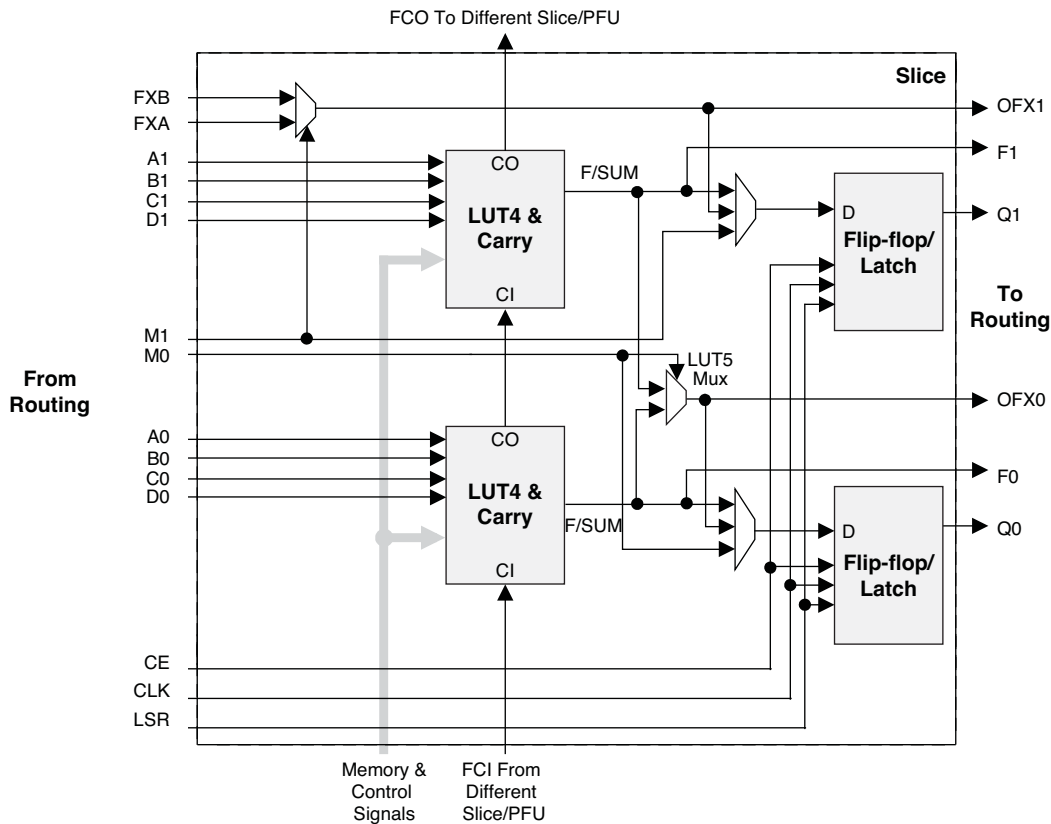 FCO To Different Slice/PFU
Slice
FXB
FXA
OFX1
F1
A1
B1
C1
D1
CO
LUT4 &
Carry
CI
F/SUM
D
Flip-flop/
Latch
Q1
To
Routing
M1
M0
LUT5
Mux
From
Routing
OFX0
A0
B0
C0
D0
CO
LUT4 &
Carry
CI
F/SUM
F0
D
Flip-flop/
Latch
Q0
CE
CLK
LSR
Memory &
Control
Signals
FCI From
Different
Slice/PFU